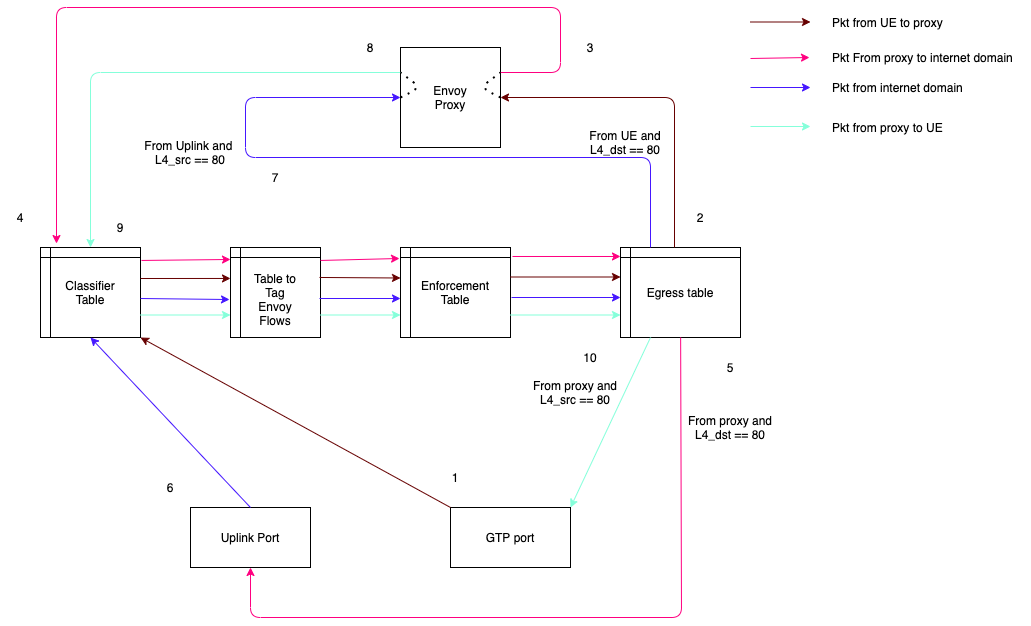 Pkt from UE to proxy
8
3
Pkt From proxy to internet domain
Envoy
Proxy
Pkt from internet domain
Pkt from proxy to UE
From Uplink and
L4_src == 80
From UE and
L4_dst == 80
7
4
9
2
Classifier
Table
Table to
Tag
Envoy
Flows
Enforcement
Table
Egress table
10
5
From proxy and
L4_src == 80
From proxy and
L4_dst == 80
6
1
Uplink Port
GTP port